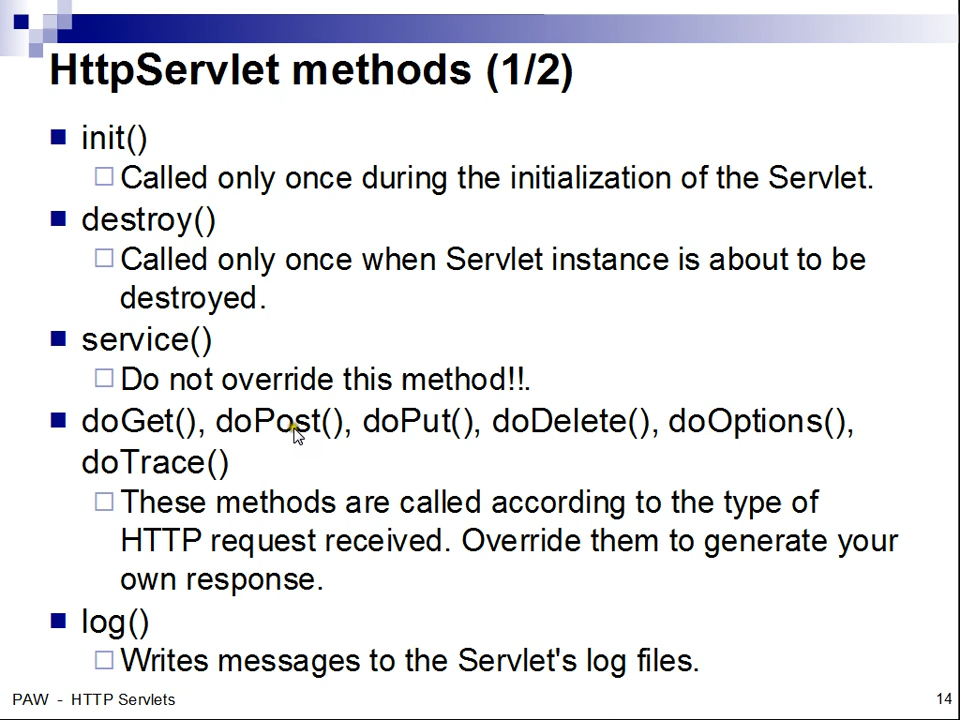 HttpServlet methods (1/2)
init()
Called only once during the initialization of the Servlet.
destroy()
Called only once when Servlet instance is about to be
destroyed.
service()
Do not override this method!!.
doGet(), doPost(), doPut(), doDelete(), doOptions(),
doTrace()
These methods are called according to the type of
HTTP request received. Override them to generate your
own response.
log()
Writes messages to the Servlet's log files.
PAW - HTTP Servlets
14